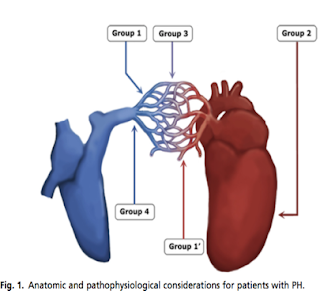 Group 1
Group 3
Group 2
Group 4
Group 1'
Fig. 1. Anatomic and pathophysiological considerations for patients with PH.